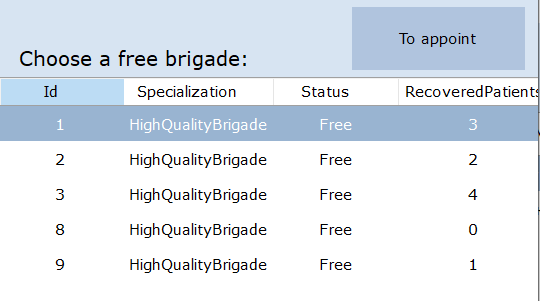 To appoint
Choose a free brigade:
Id Specialization Status RecoveredPatients
1 HighQualityBrigade Free 3
2 HighQualityBrigade Free 2
3 HighQualityBrigade Free 4
8 HighQualityBrigade Free 0
9 HighQualityBrigade Free 1